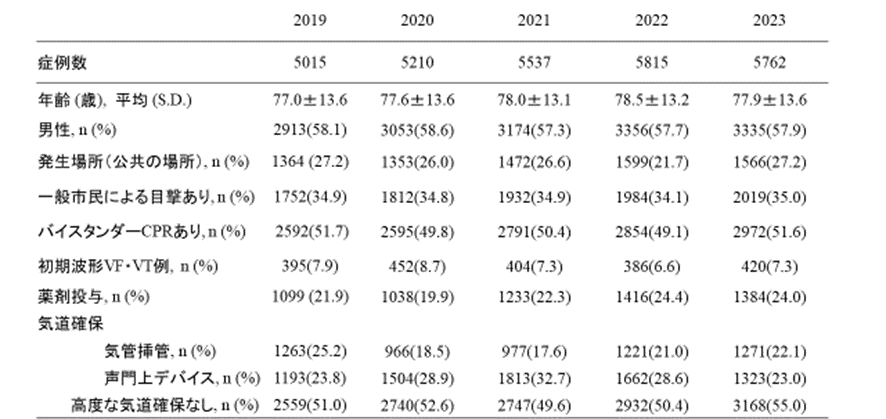 2019 2020 2021 2022 2023
症例数 5015 5210 5537 5815 5762
年齢 (歳), 平均 (S.D.) 77.0±13.6 77.6±13.6 78.0±13.1 78.5±13.2 77.9±13.6
男性, n (%) 2913(58.1) 3053(58.6) 3174(57.3) 3356(57.7) 3335(57.9)
発生場所(公共の場所), n (%) 1364 (27.2) 1353(26.0) 1472(26.6) 1599(21.7) 1566(27.2)
一般市民による目撃あり, n (%) 1752(34.9) 1812(34.8) 1932(34.9) 1984(34.1) 2019(35.0)
バイスタンダーCPRあり, n (%) 2592(51.7) 2595(49.8) 2791(50.4) 2854(49.1) 2972(51.6)
初期波形VF・VT例, n (%) 395(7.9) 452(8.7) 404(7.3) 386(6.6) 420(7.3)
薬剤投与, n (%) 1099 (21.9) 1038(19.9) 1233(22.3) 1416(24.4) 1384(24.0)
気道確保
気管挿管, n (%) 1263(25.2) 966(18.5) 977(17.6) 1221(21.0) 1271(22.1)
声門上デバイス, n (%) 1193(23.8) 1504(28.9) 1813(32.7) 1662(28.6) 1323(23.0)
高度な気道確保なし, n (%) 2559(51.0) 2740(52.6) 2747(49.6) 2932(50.4) 3168(55.0)